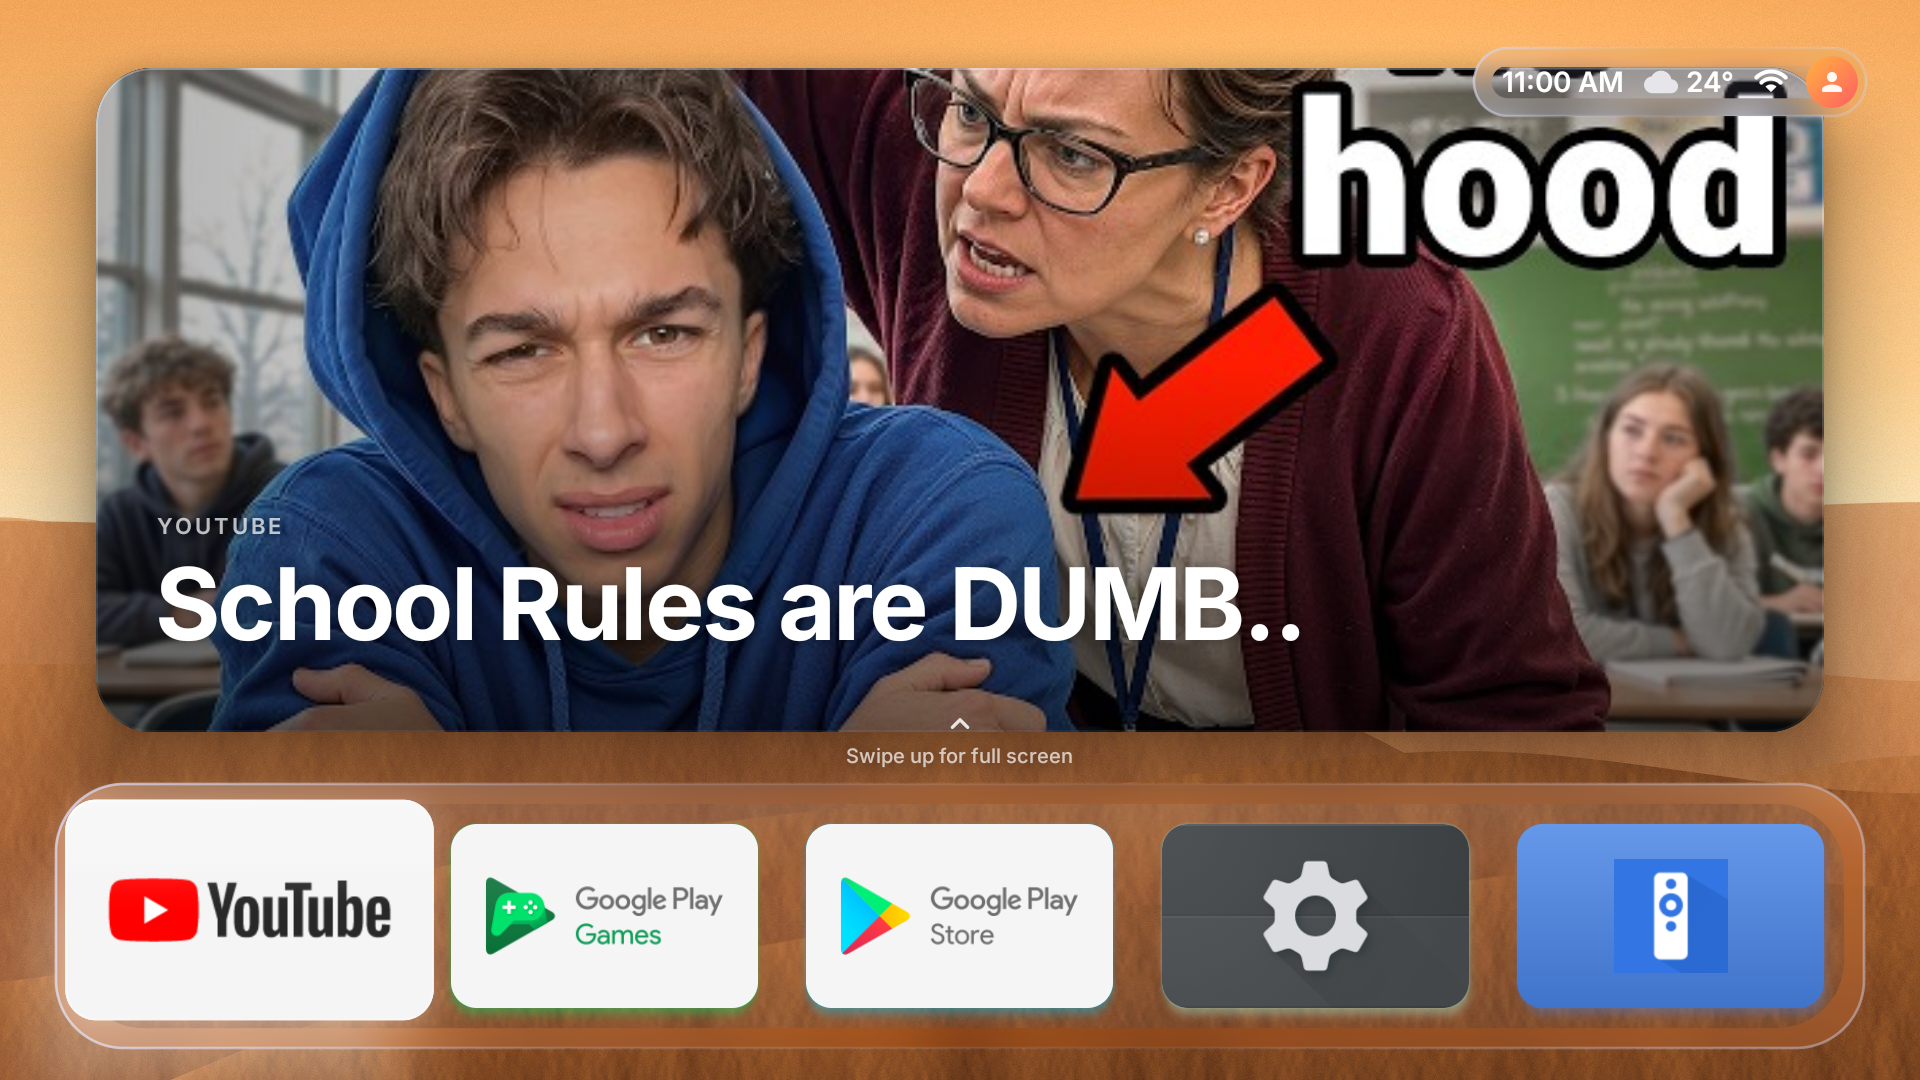 11:00 AM 24°
hood
YOUTUBE
School Rules are DUMB..
Swipe up for full screen
YouTube
Google Play
Games
Google Play
Store